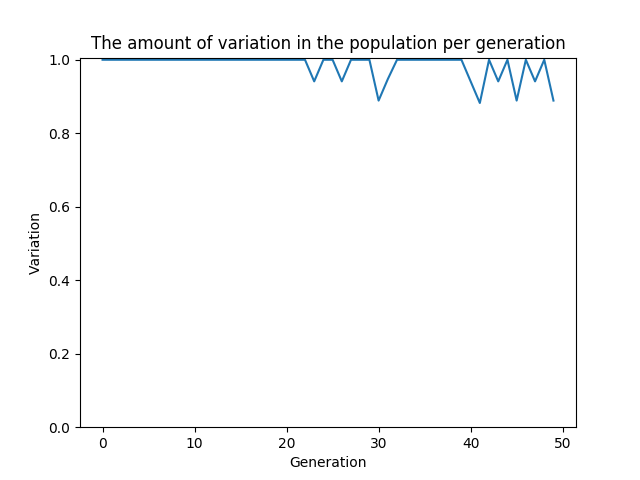 The amount of variation in the population per generation
1.0
0.8
0.6
0.4
0.2
0.0
Variation
0 10 20 30 40 50
Generation